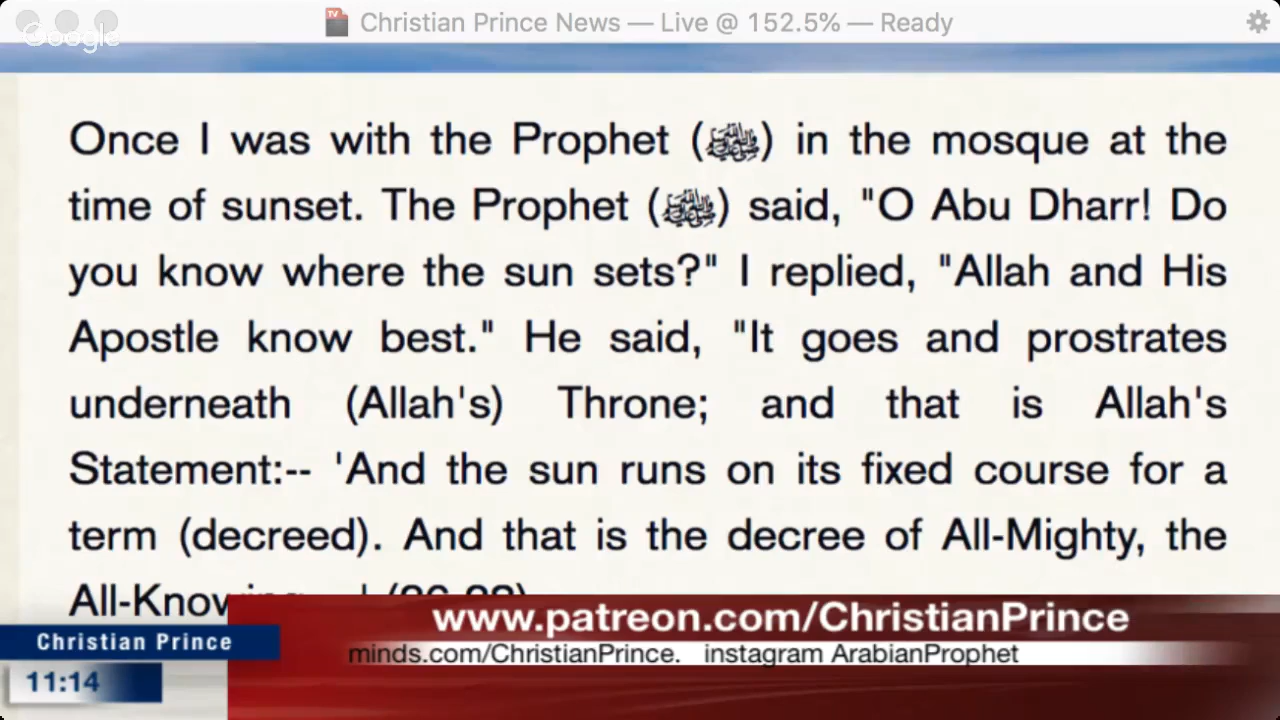 Christian Prince News — Live @ 152.5% — Ready
Google
Once I was with the Prophet (ﷺ) in the mosque at the
time of sunset. The Prophet (ﷺ) said, "O Abu Dharr! Do
you know where the sun sets?" I replied, "Allah and His
Apostle know best." He said, "It goes and prostrates
underneath (Allah's) Throne; and that is Allah's
Statement:-- 'And the sun runs on its fixed course for a
term (decreed). And that is the decree of All-Mighty, the
All-Knowing
www.patreon.com/ChristianPrince
Christian Prince
minds.com/ChristianPrince. instagram ArabianProphet
11:14